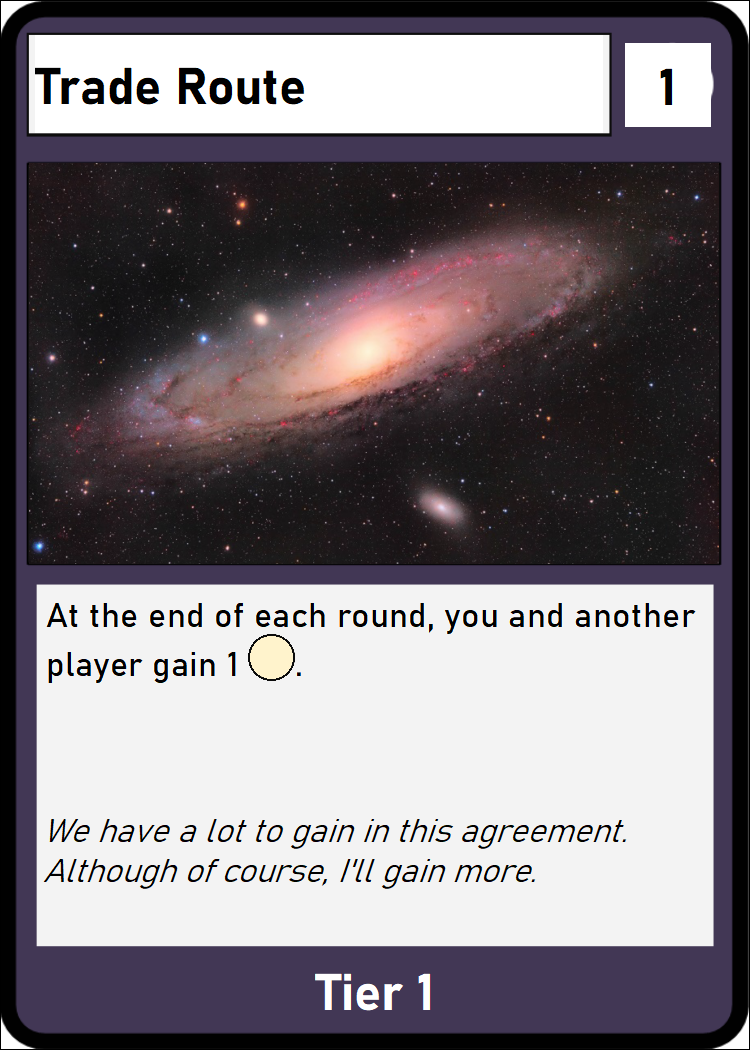 Trade Route
1
At the end of each round, you and another
player gain 1 .
We have a lot to gain in this agreement.
Although of course, I'll gain more.
Tier 1